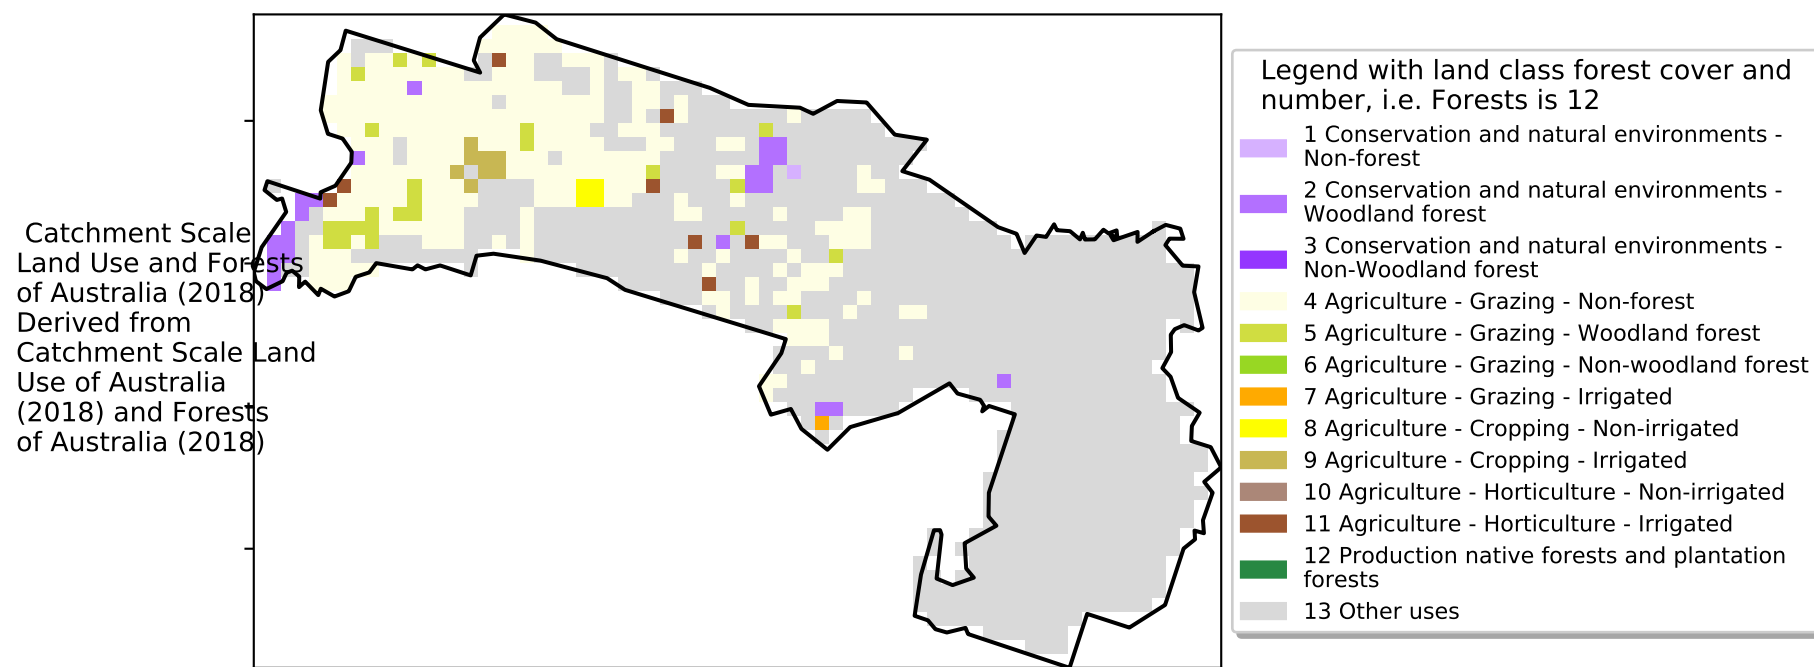 Catchment Scale
Land Use and Forests
of Australia (2018)
Derived from
Catchment Scale Land
Use of Australia
(2018) and Forests
of Australia (2018)
Legend with land class forest cover and
number, i.e. Forests is 12
1 Conservation and natural environments -
Non-forest
2 Conservation and natural environments -
Woodland forest
3 Conservation and natural environments -
Non-Woodland forest
4 Agriculture - Grazing - Non-forest
5 Agriculture - Grazing - Woodland forest
6 Agriculture - Grazing - Non-woodland forest
7 Agriculture - Grazing - Irrigated
8 Agriculture - Cropping - Non-irrigated
9 Agriculture - Cropping - Irrigated
10 Agriculture - Horticulture - Non-irrigated
11 Agriculture - Horticulture - Irrigated
12 Production native forests and plantation
forests
13 Other uses